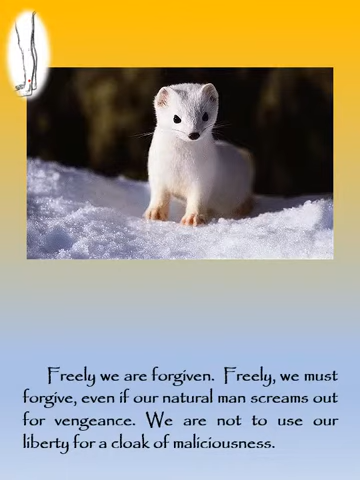 Freely we are forgiven. Freely, we must
forgive, even if our natural man screams out
for vengeance. We are not to use our
liberty for a cloak of maliciousness.